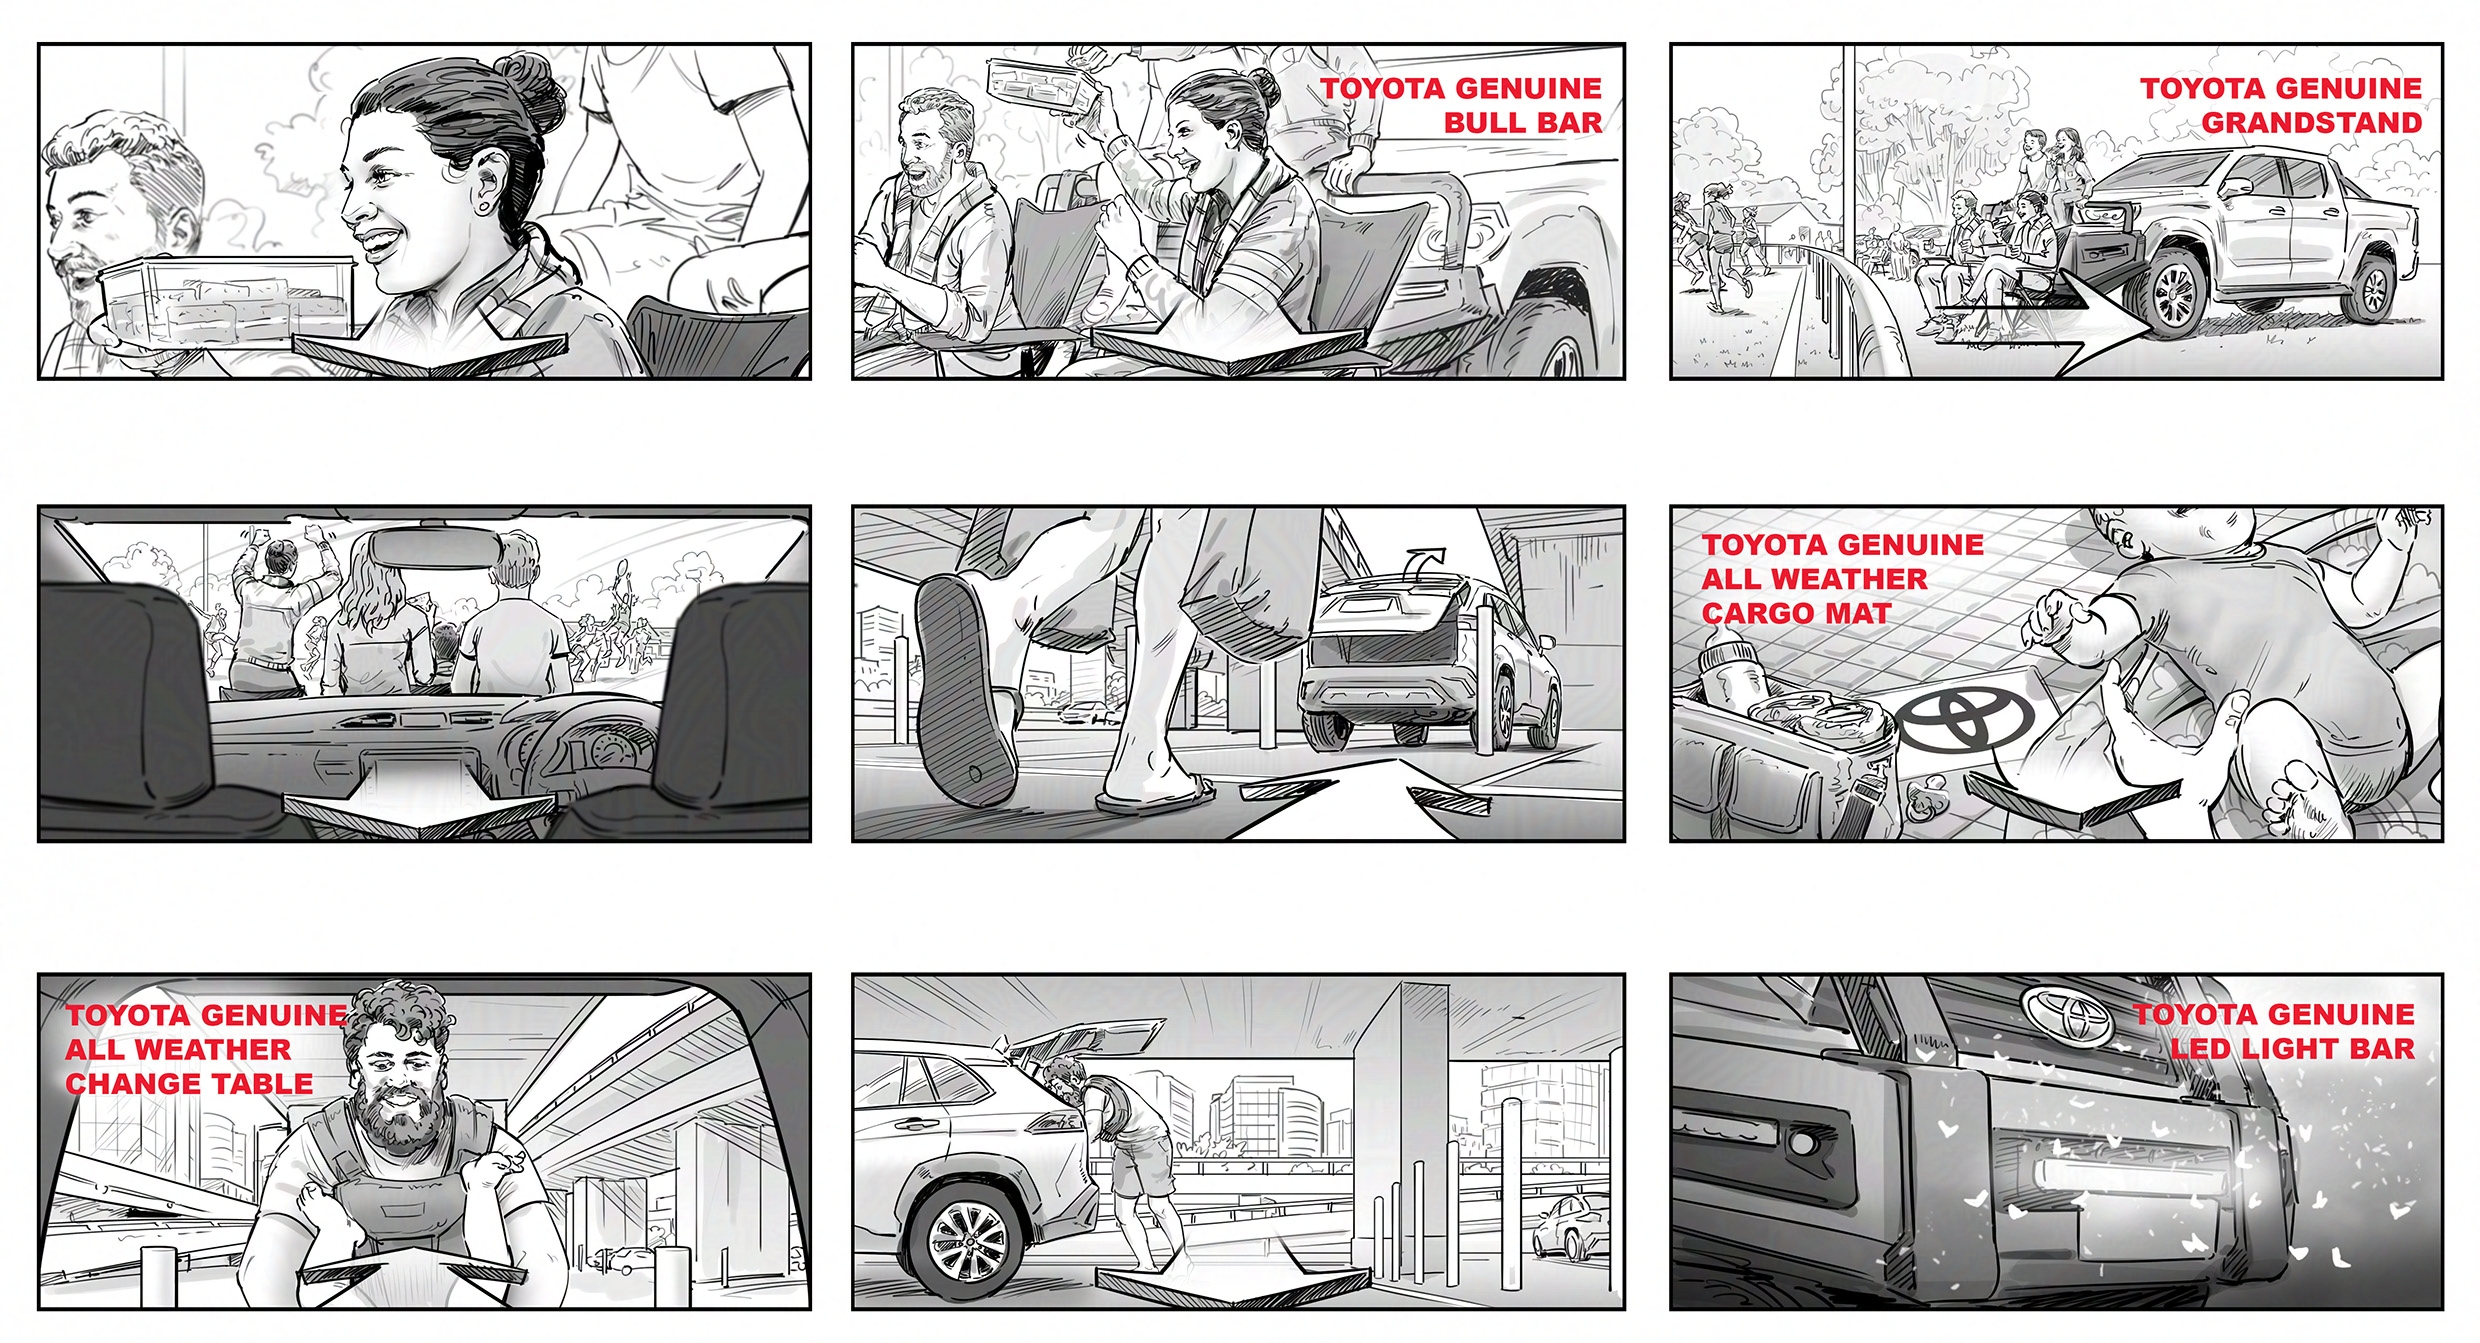 TOYOTA GENUINE
BULL BAR
TOYOTA GENUINE
GRANDSTAND
TOYOTA GENUINE
ALL WEATHER
CARGO MAT
TOYOTA GENUINE
ALL WEATHER
CHANGE TABLE
TOYOTA GENUINE
LED LIGHT BAR